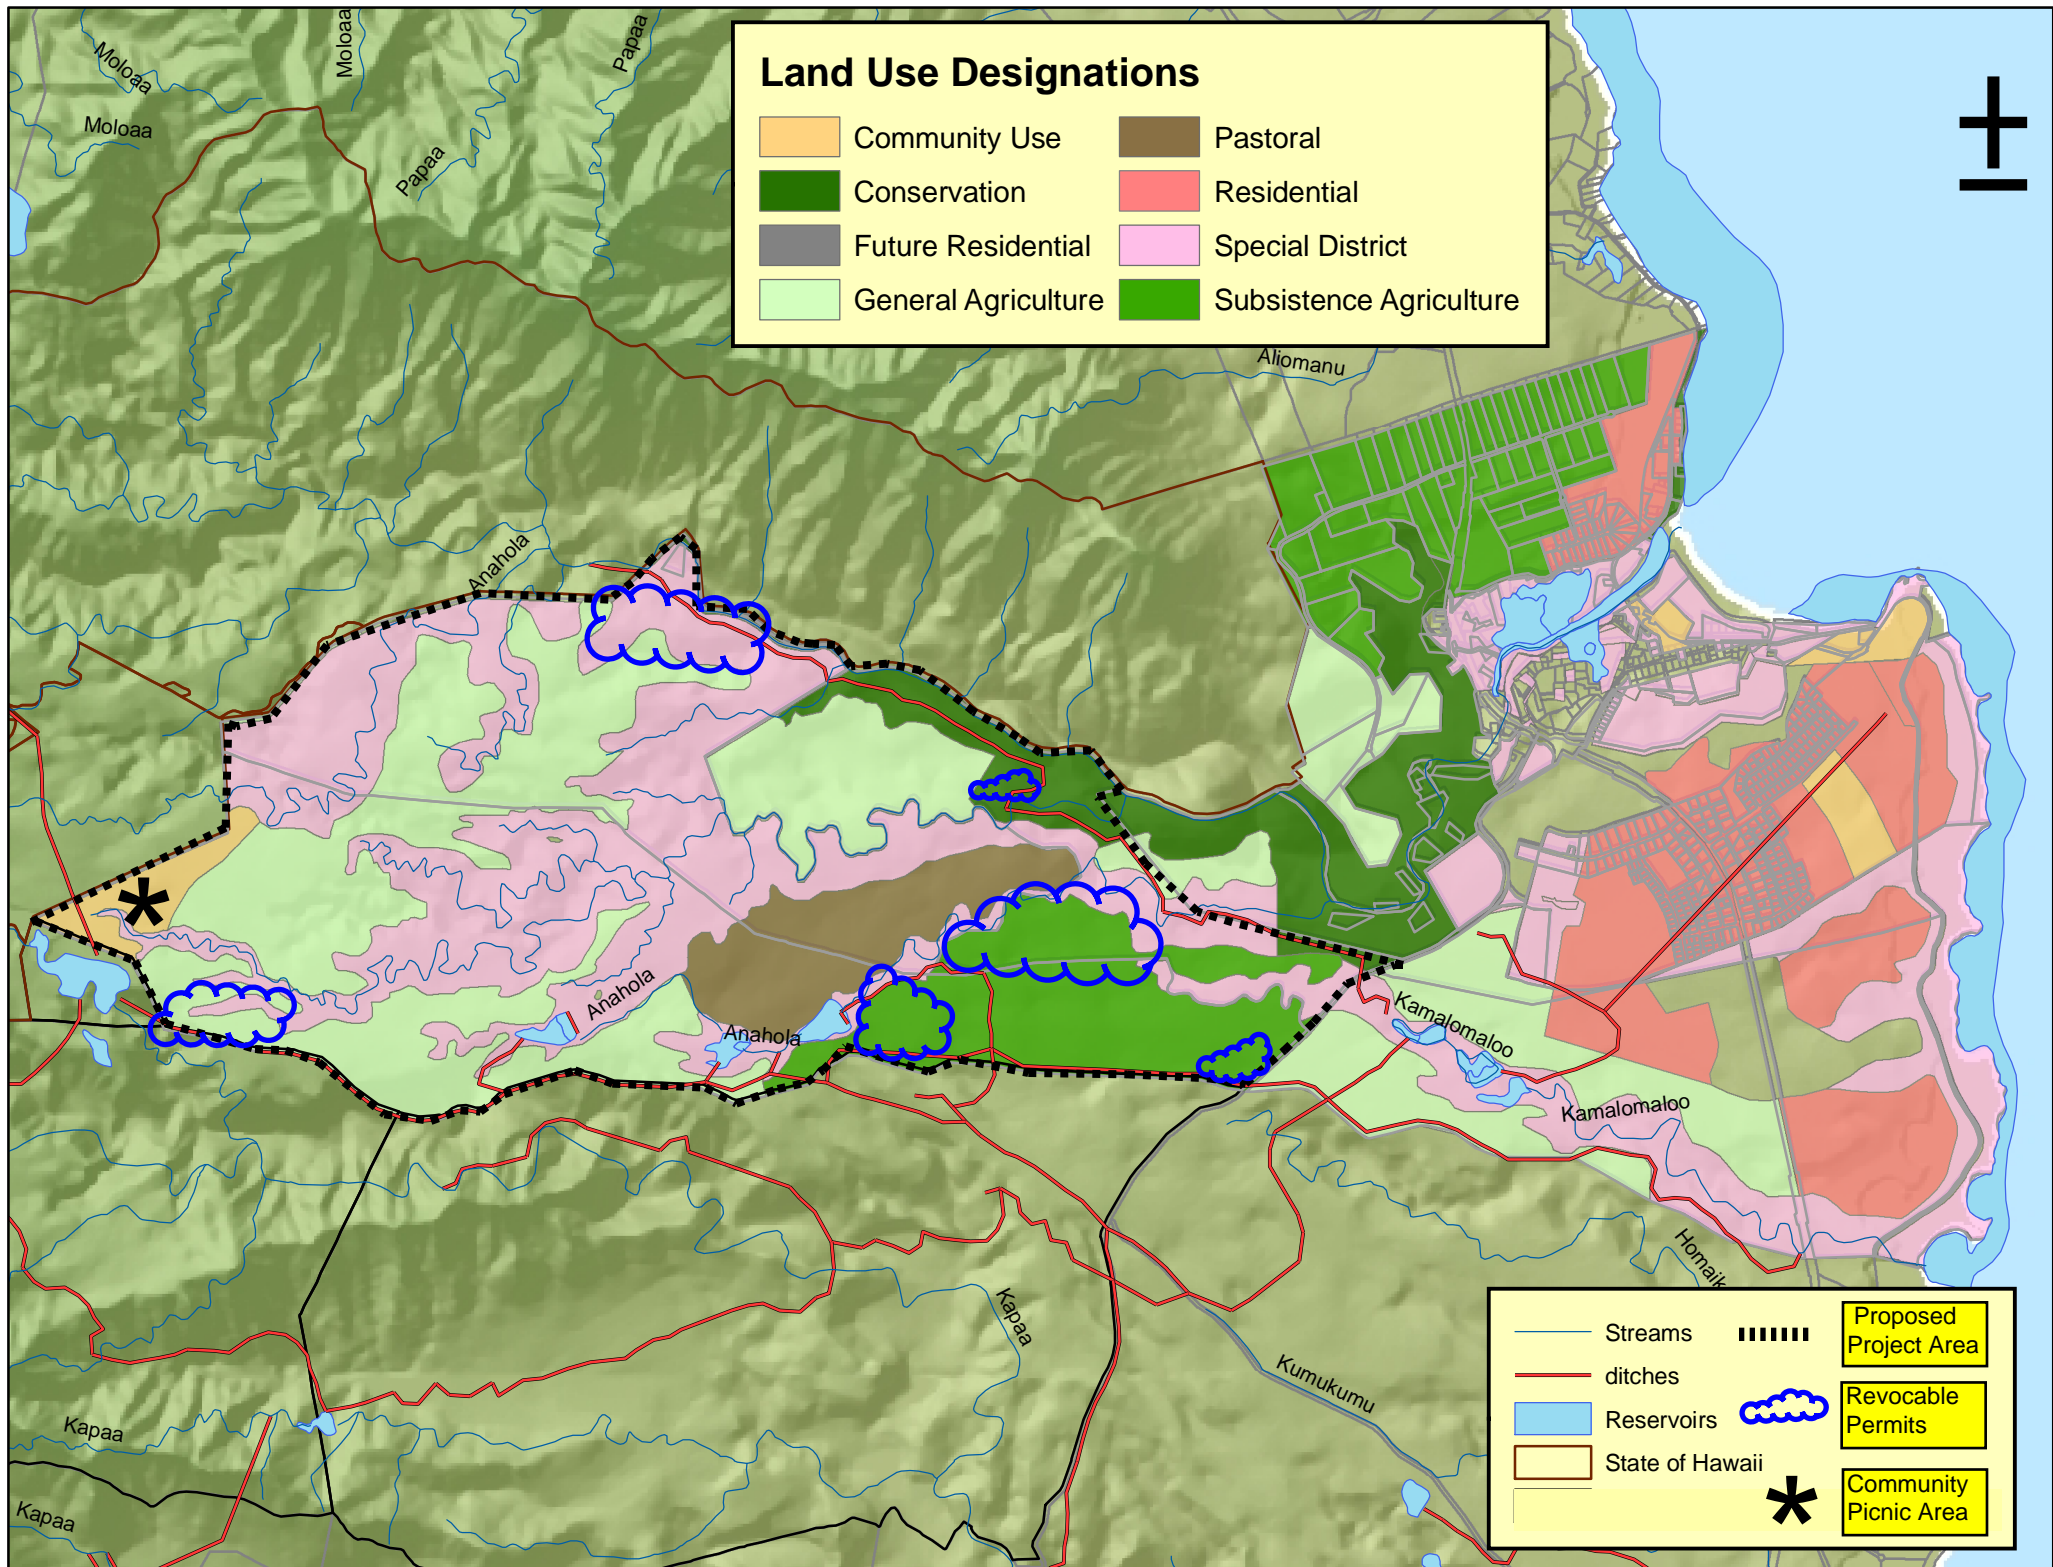 Land Use Designations
Community Use
Pastoral
Conservation
Residential
Future Residential
Special District
General Agriculture
Subsistence Agriculture
±
Moloaa
Moloaa
Moloaa
Papaa
Papaa
Aliomanu
Anahola
Anahola
Anahola
Kamalomaloo
Kamalomaloo
Homaik
Kapaa
Kumukumu
Kapaa
Kapaa
Streams
Proposed
Project Area
ditches
Reservoirs
Revocable
Permits
State of Hawaii
Community
Picnic Area